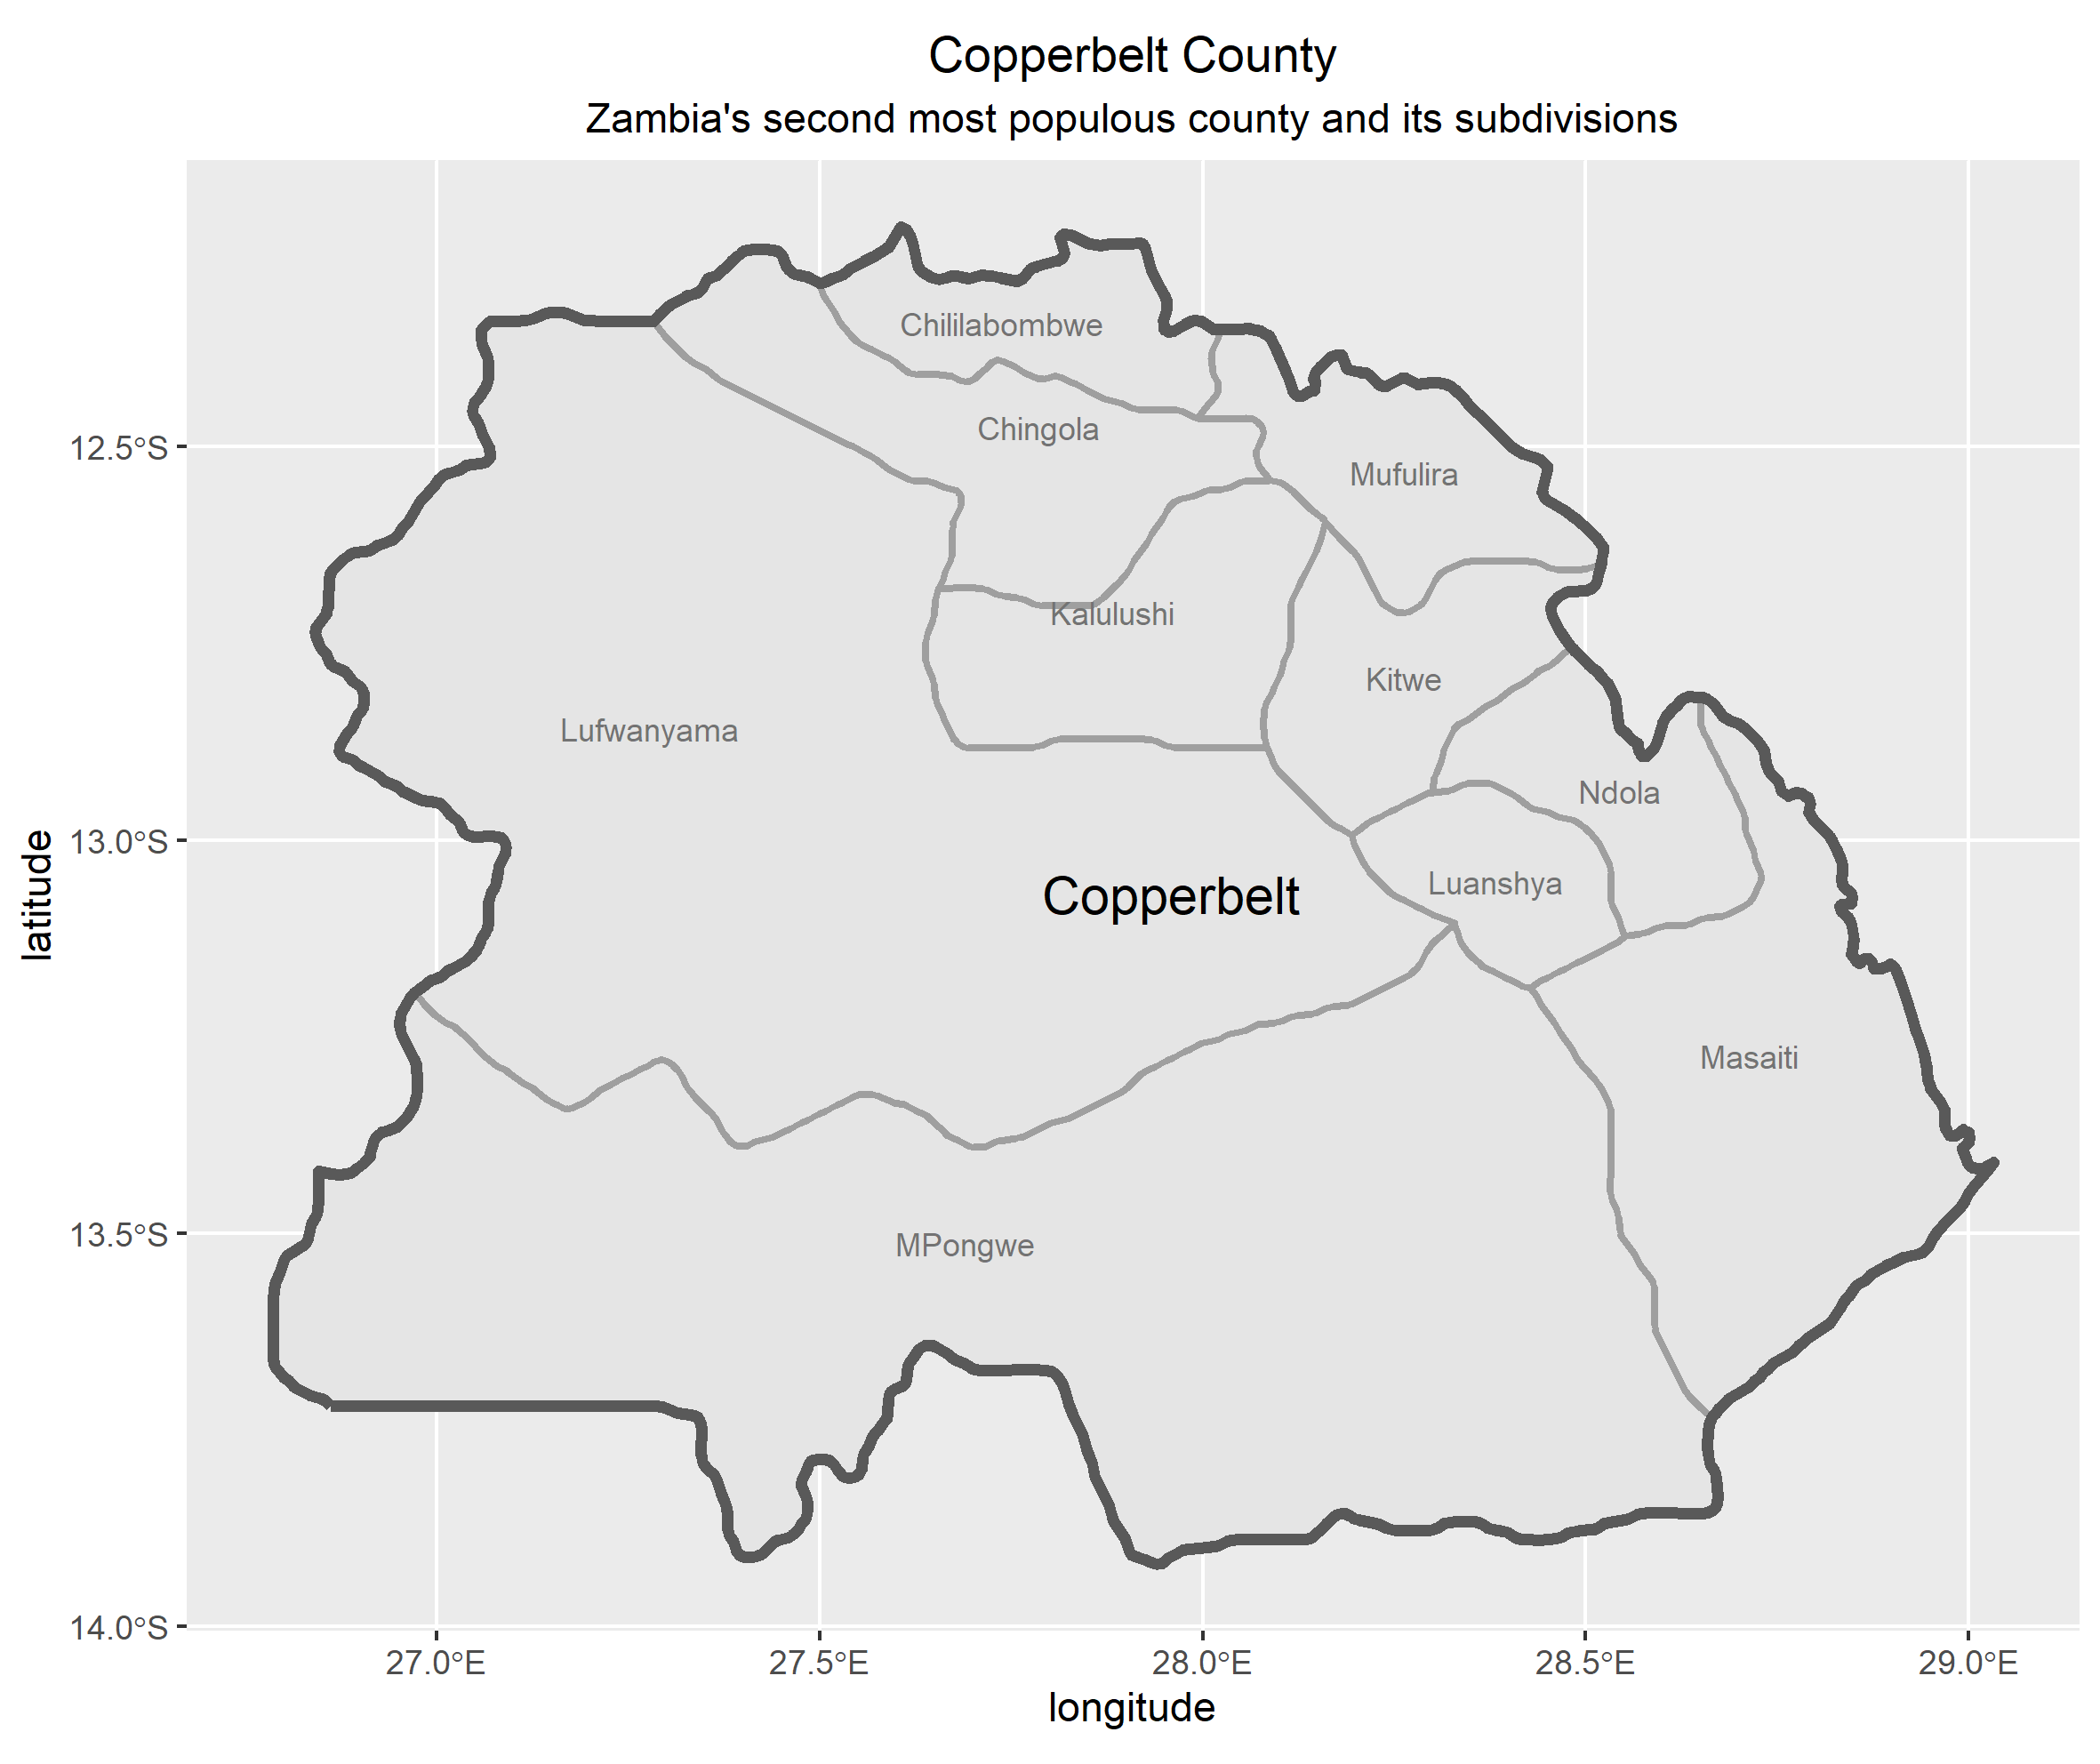 Copperbelt County
Zambia's second most populous county and its subdivisions
Chililabombwe
Chingola
12.5°S
Mufulira
Kalulushi
Kitwe
Lufwanyama
Ndola
13.0°S
latitude
Luanshya
Copperbelt
Masaiti
13.5°S
MPongwe
14.0°S
27.0°E 27.5°E 28.0°E 28.5°E 29.0°E
longitude